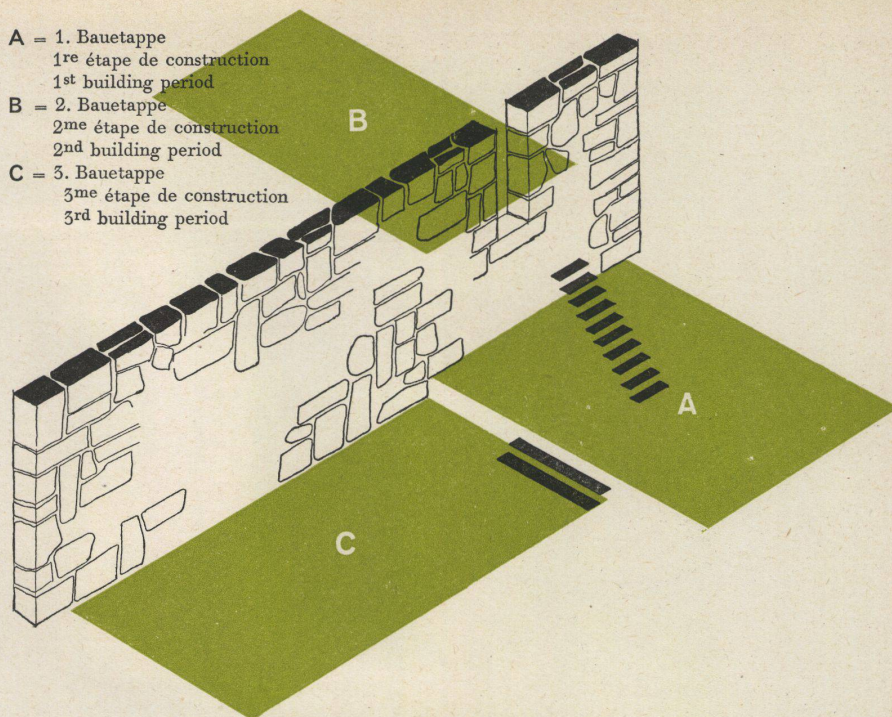 A = 1. Bauetappe
1re étape de construction
1st building period
B = 2. Bauetappe
2me étape de construction
2nd building period
C = 3. Bauetappe
3me étape de construction
3rd building period
B
A
C